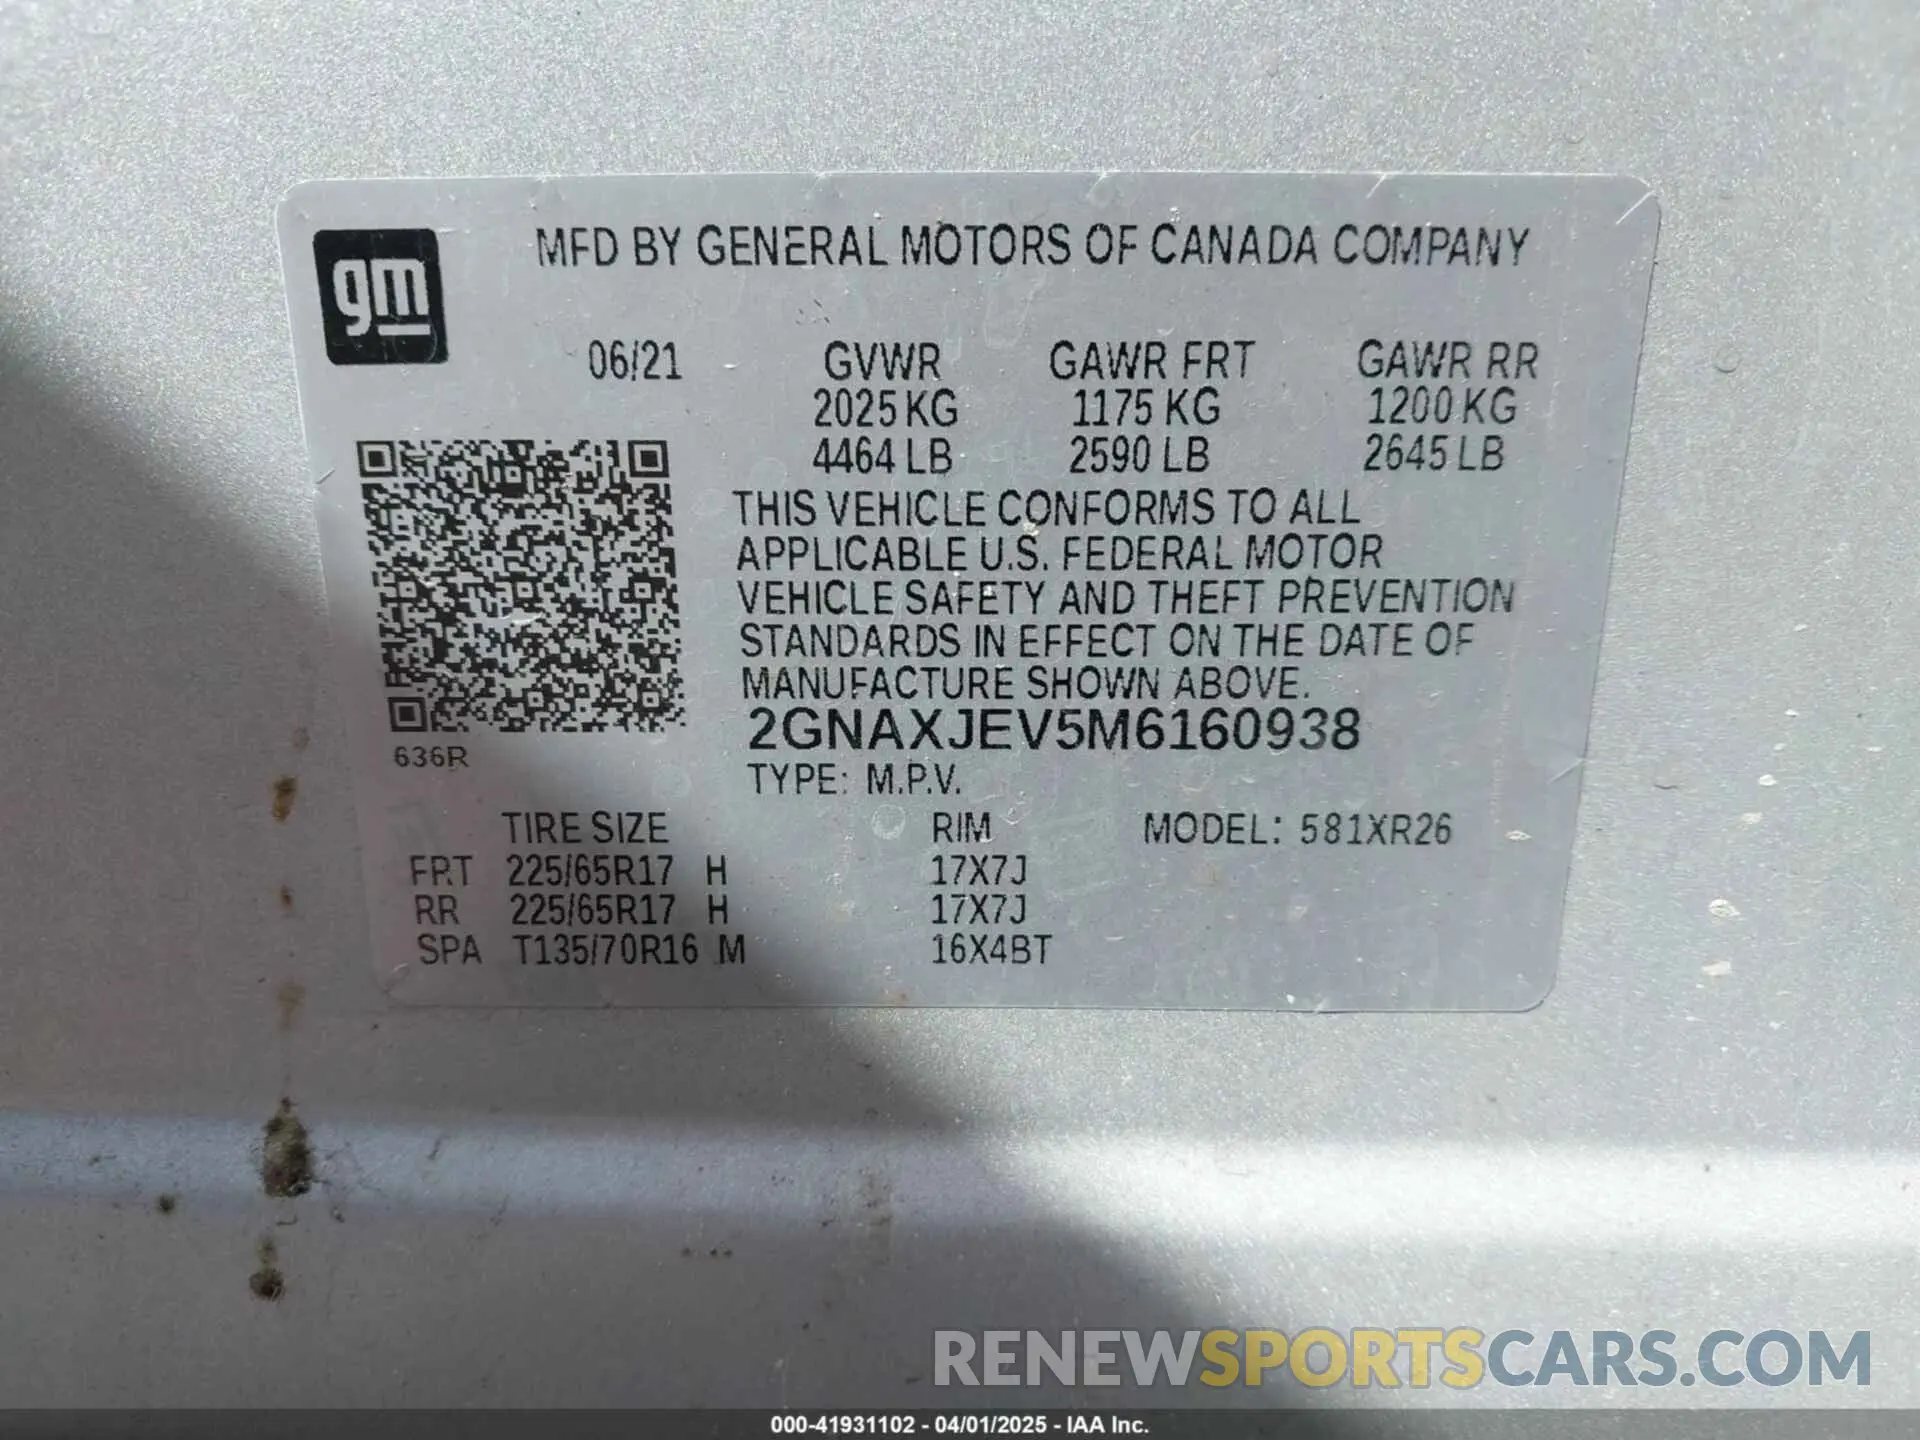 gm
MFD BY GENERAL MOTORS OF CANADA COMPANY
06/21 GVWR GAWR FRT GAWR RR
2025 KG 1175 KG 1200 KG
4464 LB 2590 LB 2645 LB
THIS VEHICLE CONFORMS TO ALL
APPLICABLE U.S. FEDERAL MOTOR
VEHICLE SAFETY AND THEFT PREVENTION
STANDARDS IN EFFECT ON THE DATE OF
MANUFACTURE SHOWN ABOVE.
2GNAXJEV5M6160938
636R
TYPE: M.P.V.
TIRE SIZE RIM MODEL: 581XR26
FRT 225/65R17 H 17X7J
RR 225/65R17 H 17X7J
SPA T135/70R16 M 16X4BT
RENEWSPORTSCARS.COM
000-41931102 - 04/01/2025 - IAA Inc.